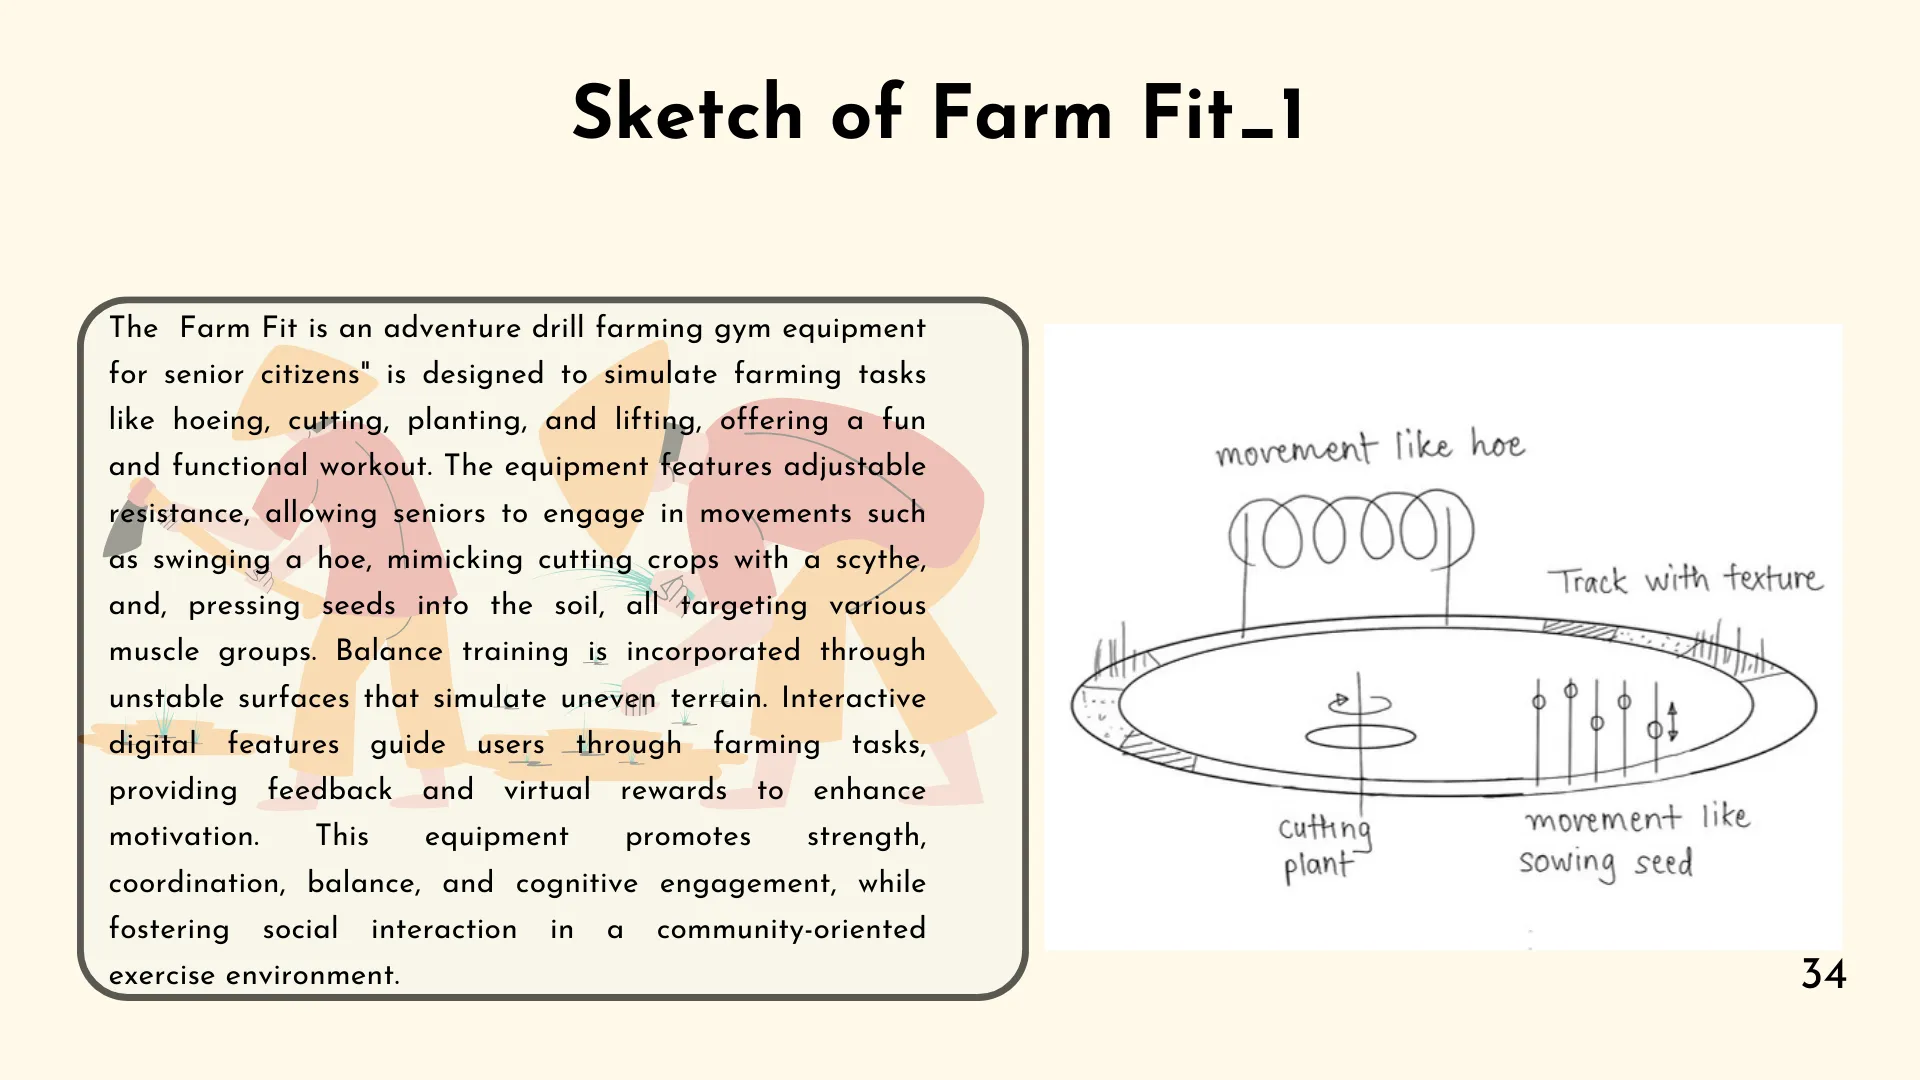 Sketch of Farm Fit_1
The Farm Fit is an adventure drill farming gym equipment
for senior citizens" is designed to simulate farming tasks
like hoeing, cutting, planting, and lifting, offering a fun
and functional workout. The equipment features adjustable
resistance, allowing seniors to engage in movements such
as swinging a hoe, mimicking cutting crops with a scythe,
and, pressing seeds into the soil, all targeting various
muscle groups. Balance training is incorporated through
unstable surfaces that simulate uneven terrain. Interactive
digital features guide users through farming tasks,
providing feedback and virtual rewards to enhance
motivation. This equipment promotes strength,
coordination, balance, and cognitive engagement, while
fostering social interaction in a community-oriented
exercise environment.
movement like hoe
Track with texture
cutting
plant
movement like
sowing seed
34